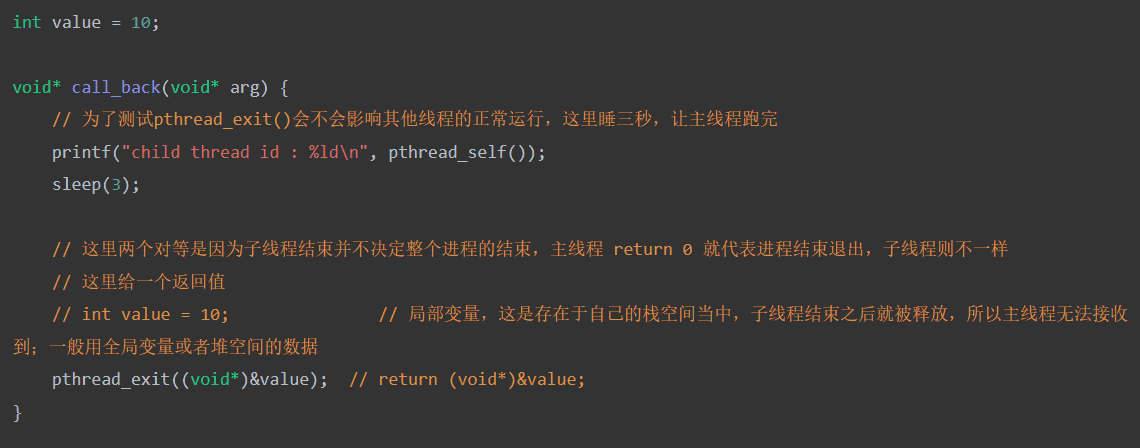 int value = 10;
void* call_back(void* arg) {
    // 为了测试pthread_exit()会不会影响其他线程的正常运行，这里睡三秒，让主线程跑完
    printf("child thread id : %ld\n", pthread_self());
    sleep(3);
    // 这里两个对等是因为子线程结束并不决定整个进程的结束，主线程 return 0 就代表进程结束退出，子线程则不一样
    // 这里给一个返回值
    // int value = 10;               // 局部变量，这是存在于自己的栈空间当中，子线程结束之后就被释放，所以主线程无法接收
到；一般用全局变量或者堆空间的数据
    pthread_exit((void*)&value);  // return (void*)&value;
}